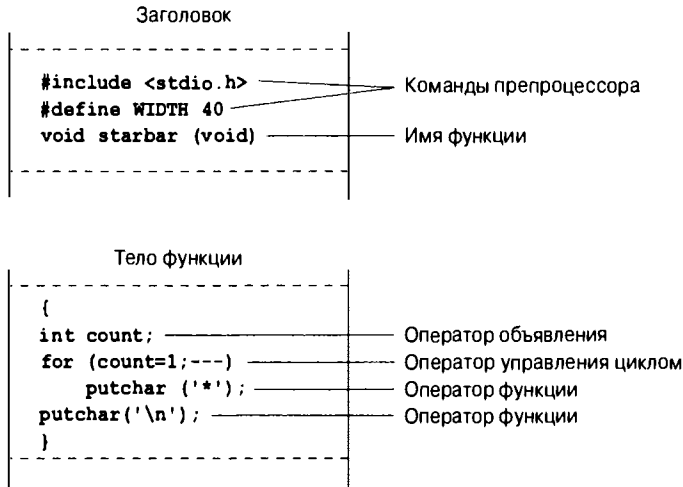 Заголовок
#include <stdio.h>
Команды препроцессора
#define WIDTH 40
void starbar (void)
Имя функции
Тело функции
{
int count;
Оператор объявления
for (count=1;---)
Оператор управления циклом
putchar ('*');
Оператор функции
putchar('\n');
Оператор функции
}